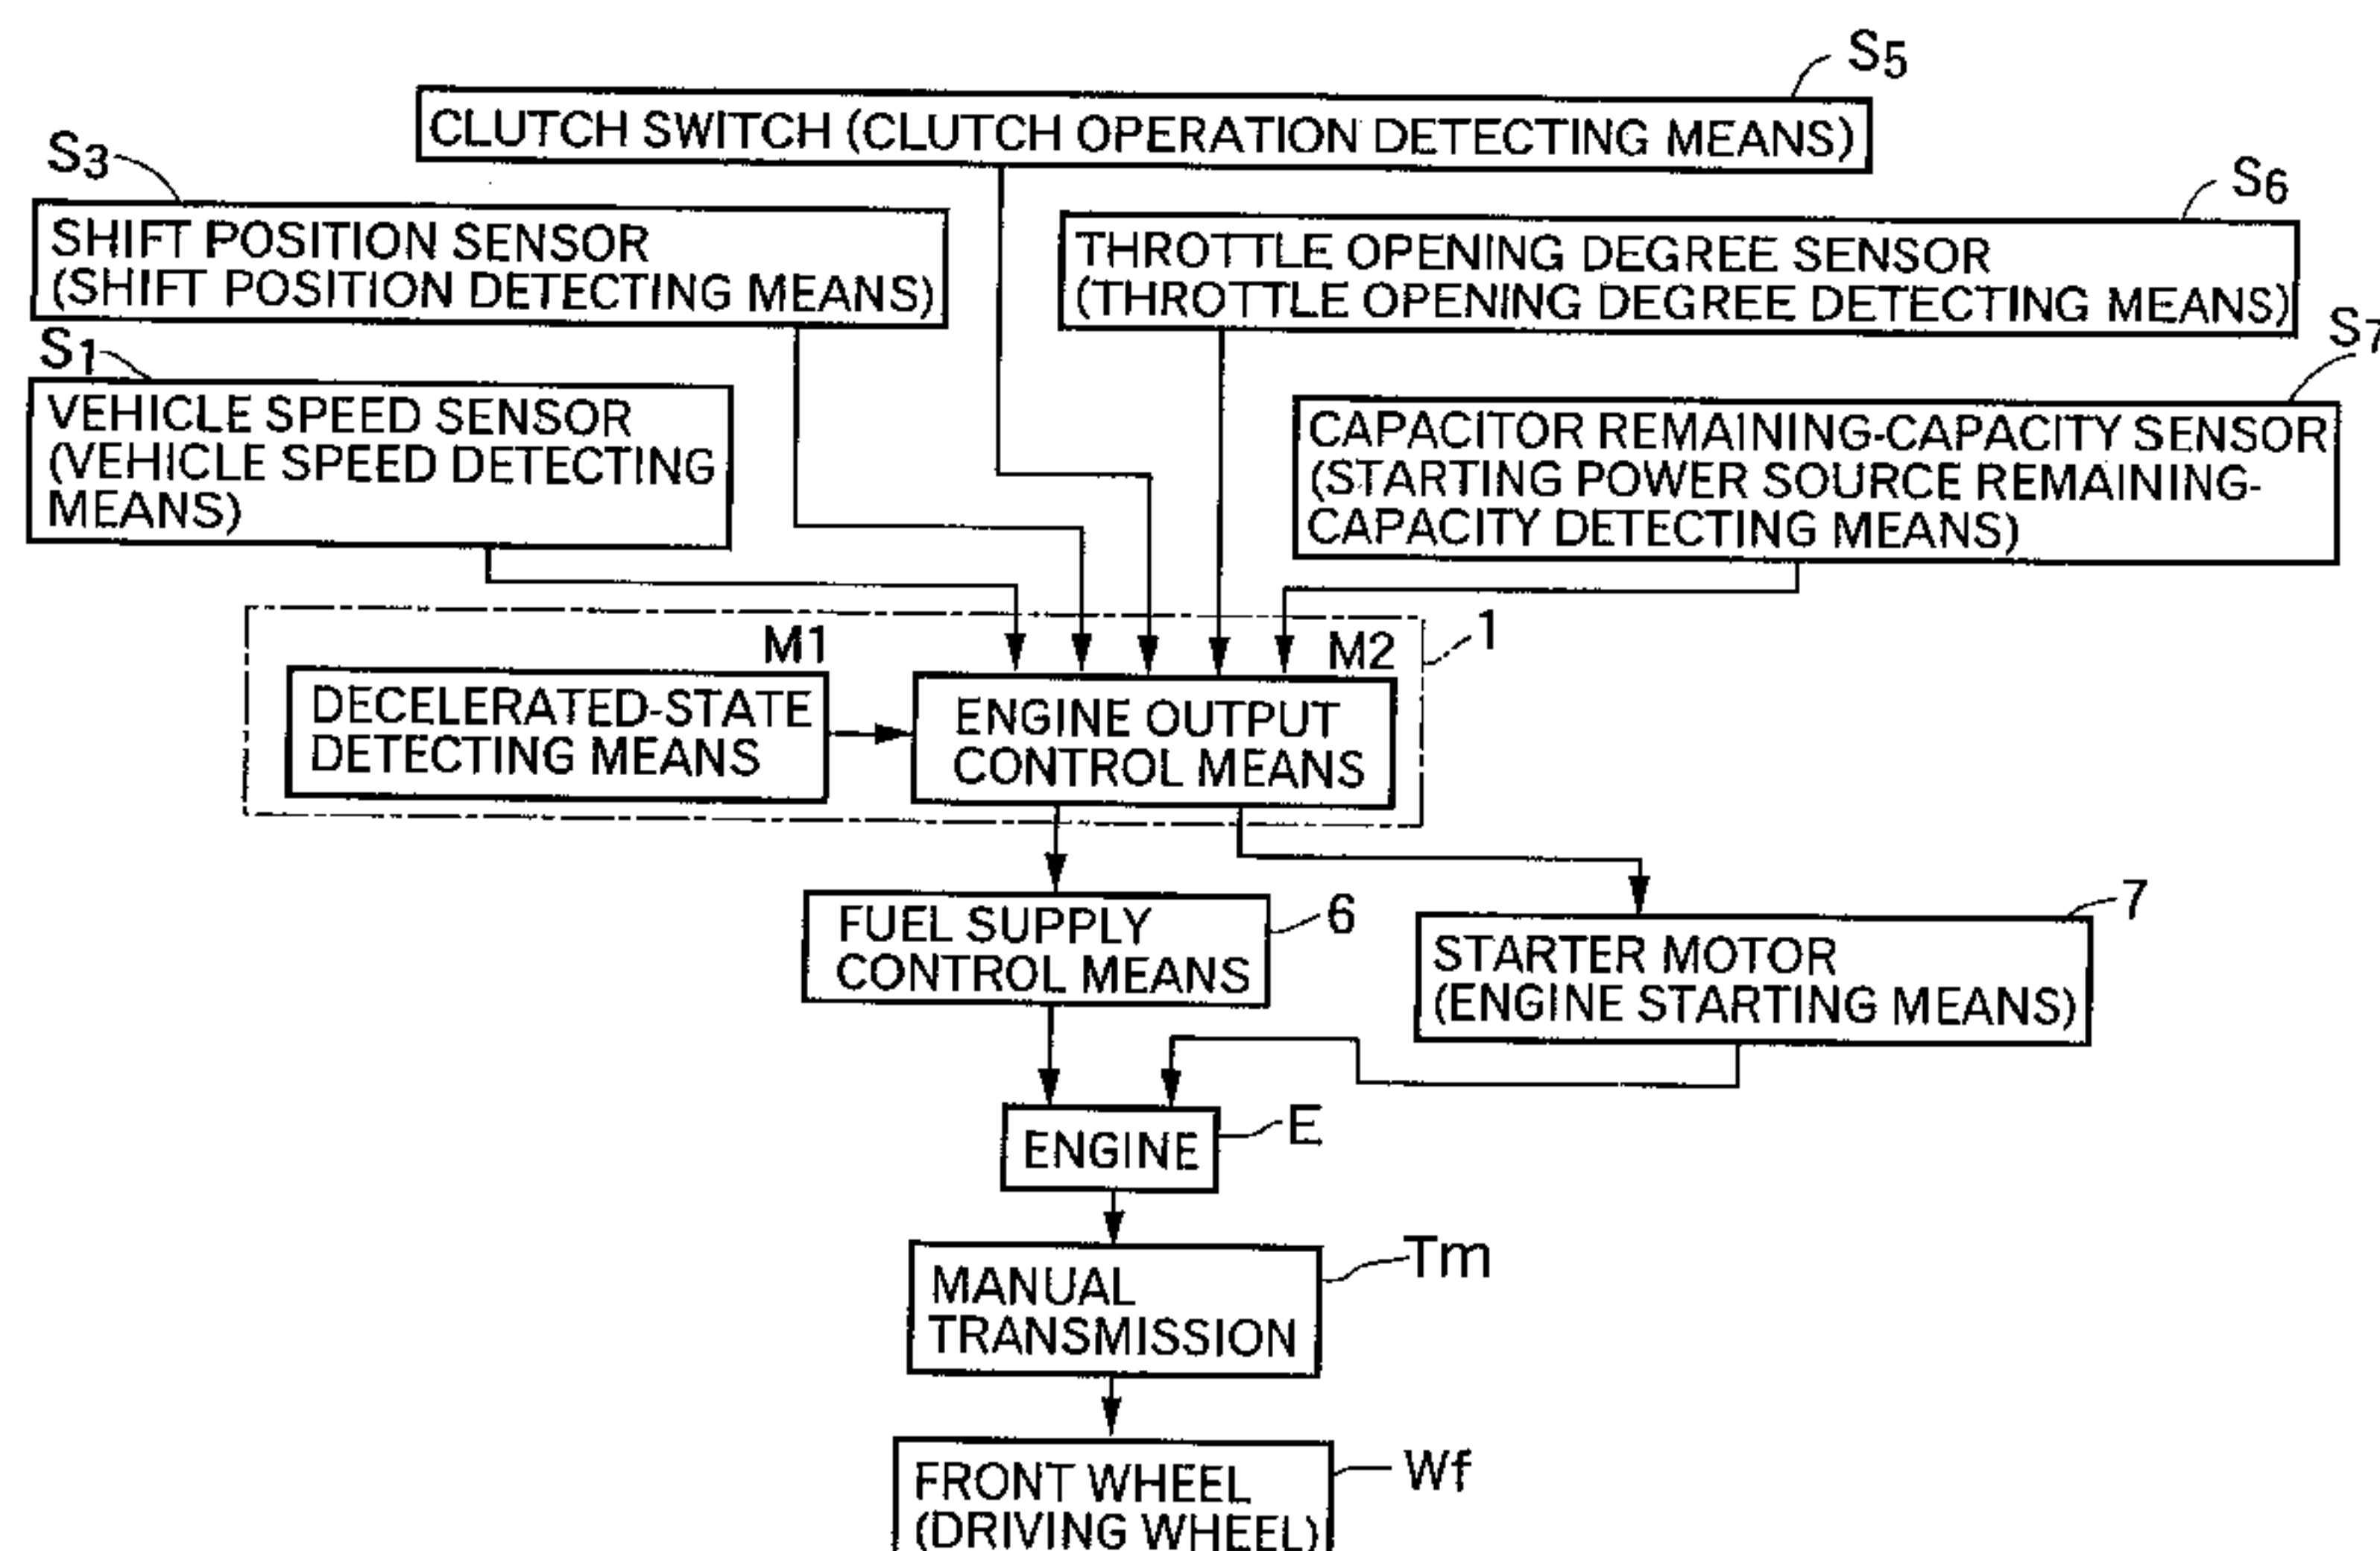 S5
CLUTCH SWITCH (CLUTCH OPERATION DETECTING MEANS)
S3
SHIFT POSITION SENSOR
(SHIFT POSITION DETECTING MEANS)
S6
THROTTLE OPENING DEGREE SENSOR
(THROTTLE OPENING DEGREE DETECTING MEANS)
S1
VEHICLE SPEED SENSOR
(VEHICLE SPEED DETECTING
MEANS)
S7
CAPACITOR REMAINING-CAPACITY SENSOR
(STARTING POWER SOURCE REMAINING-
CAPACITY DETECTING MEANS)
1
M1
DECELERATED-STATE
DETECTING MEANS
M2
ENGINE OUTPUT
CONTROL MEANS
FUEL SUPPLY
CONTROL MEANS
6
STARTER MOTOR
(ENGINE STARTING MEANS)
7
ENGINE
E
MANUAL
TRANSMISSION
Tm
FRONT WHEEL
(DRIVING WHEEL)
Wf